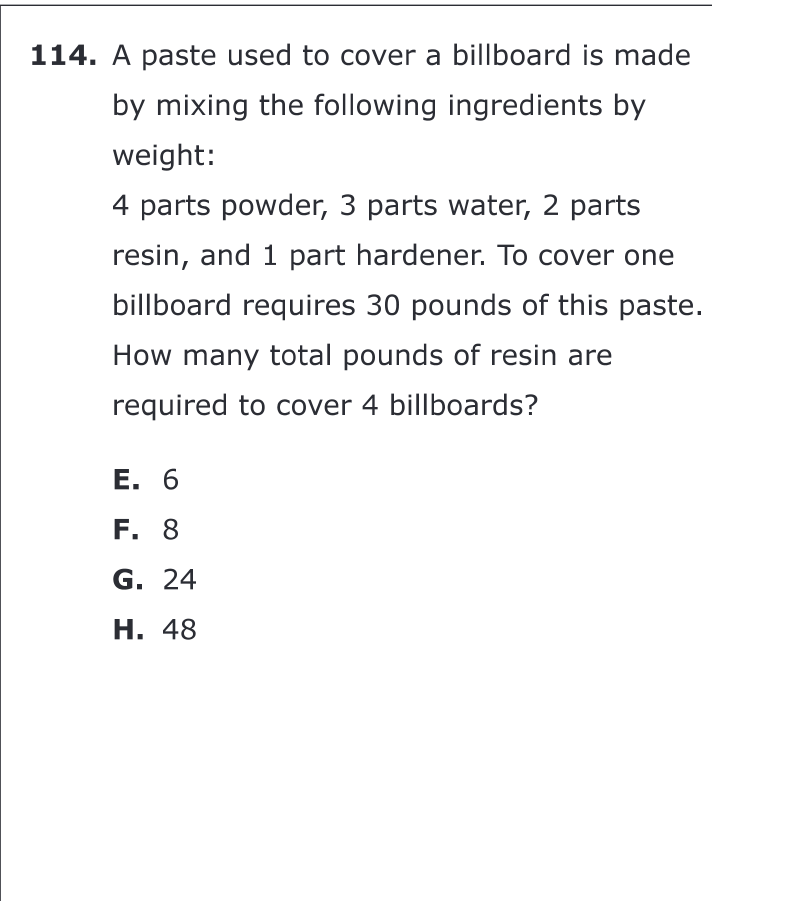 114. A paste used to cover a billboard is made
by mixing the following ingredients by
weight:
4 parts powder, 3 parts water, 2 parts
resin, and 1 part hardener. To cover one
billboard requires 30 pounds of this paste.
How many total pounds of resin are
required to cover 4 billboards?
E. 6
F. 8
G. 24
H. 48